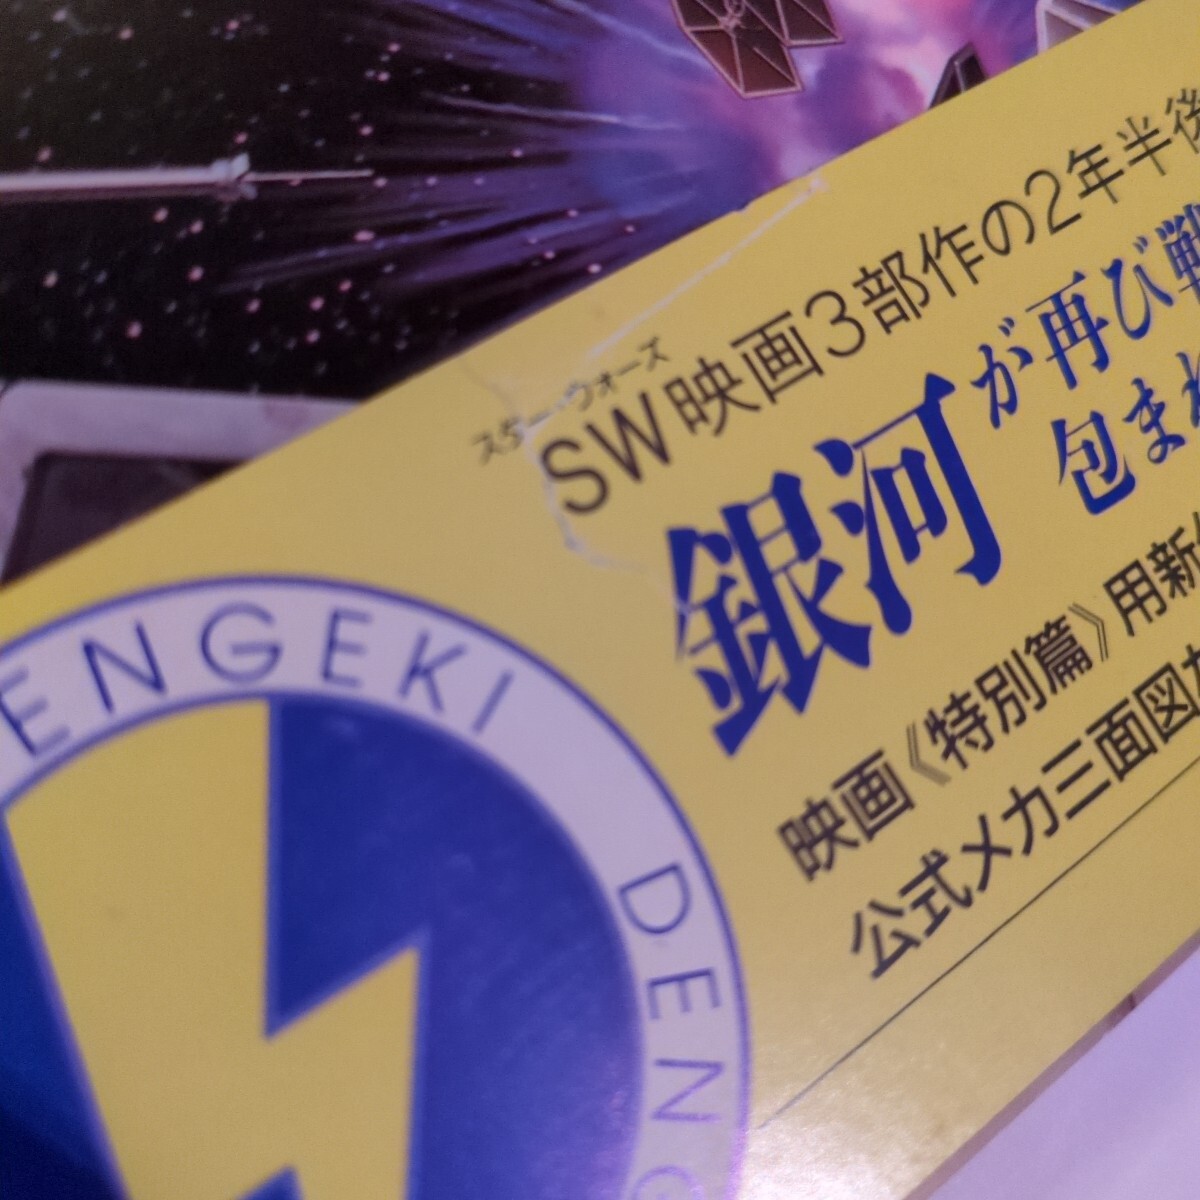 SW映画3部作の2年半後
スター・ウォーズ
銀河が再び戦
包まれ
映画《特別篇》用新
公式メカ三面図
ENGEKI DENG